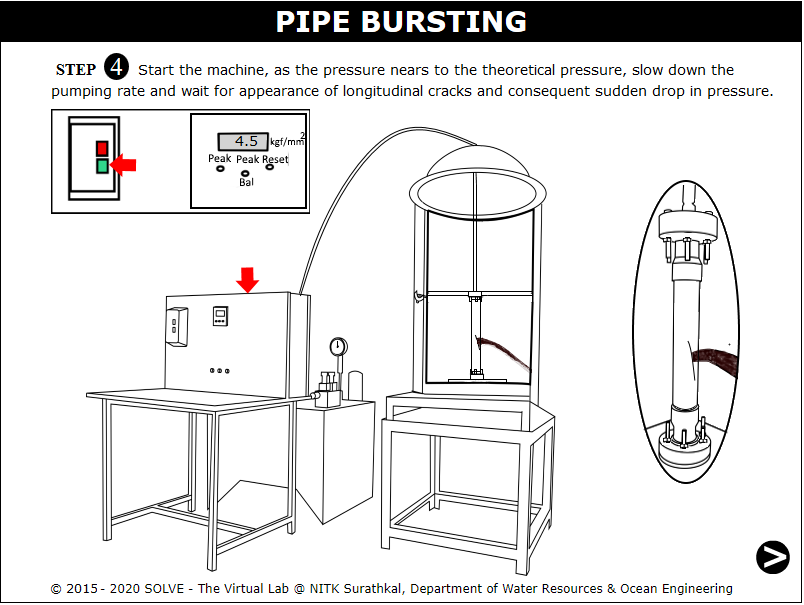 PIPE BURSTING
STEP 4 Start the machine, as the pressure nears to the theoretical pressure, slow down the
pumping rate and wait for appearance of longitudinal cracks and consequent sudden drop in pressure.
4.5 kgf/mm2
Peak Peak Reset
Bal
>
© 2015 - 2020 SOLVE - The Virtual Lab @ NITK Surathkal, Department of Water Resources & Ocean Engineering